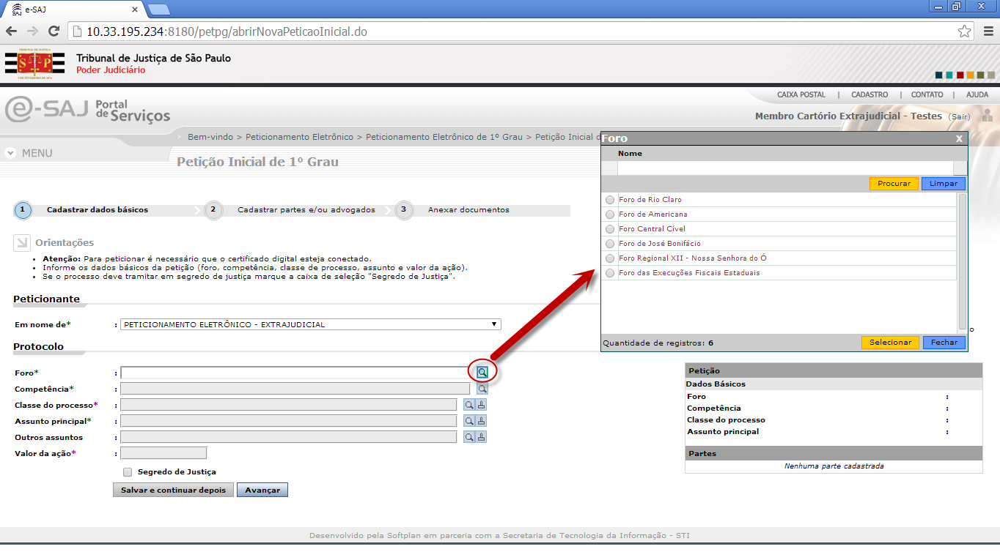 e-SAJ
10.33.195.234:8180/petpg/abrirNovaPeticaoInicial.do
S P
Tribunal de Justiça de São Paulo
Poder Judiciário
CAIXA POSTAL | CADASTRO | CONTATO | AJUDA
e-SAJ Portal de Serviços
Membro Cartório Extrajudicial - Testes (Sair)
Bem-vindo > Peticionamento Eletrônico > Peticionamento Eletrônico de 1º Grau > Petição Inicial d
MENU
Petição Inicial de 1º Grau
Foro X
Nome
Procurar Limpar
Foro de Rio Claro
Foro de Americana
Foro Central Cível
Foro de José Bonifácio
Foro Regional XII - Nossa Senhora do Ó
Foro das Execuções Fiscais Estaduais
Quantidade de registros: 6 Selecionar Fechar
1 Cadastrar dados básicos 2 Cadastrar partes e/ou advogados 3 Anexar documentos
Orientações
• Atenção: Para peticionar é necessário que o certificado digital esteja conectado.
• Informe os dados básicos da petição (foro, competência, classe de processo, assunto e valor da ação).
• Se o processo deve tramitar em segredo de justiça marque a caixa de seleção "Segredo de Justiça".
Peticionante
Em nome de* : PETICIONAMENTO ELETRÔNICO - EXTRAJUDICIAL
o
Protocolo
Foro* :
Competência* :
Classe do processo* :
Assunto principal* :
Outros assuntos :
Valor da ação* :
Segredo de Justiça
Salvar e continuar depois Avançar
Petição
Dados Básicos
Foro :
Competência :
Classe do processo :
Assunto principal :
Partes
Nenhuma parte cadastrada
Desenvolvido pela Softplan em parceria com a Secretaria de Tecnologia da Informação - STI